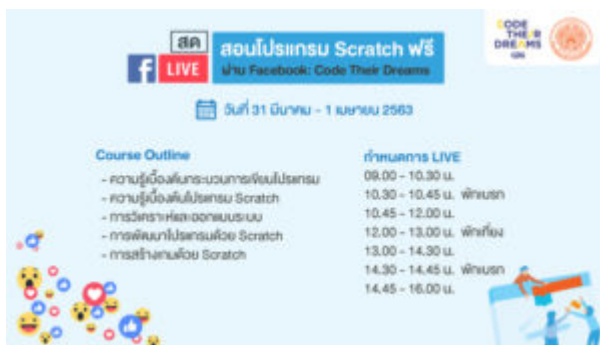 สด
f LIVE
สอนโปรแกรม Scratch ฟรี
ผ่าน Facebook: Code Their Dreams
CODE
THEIR
DREAMS
วันที่ 31 มีนาคม - 1 เมษายน 2563
Course Outline
- ความรู้เบื้องต้นกระบวนการเขียนโปรแกรม
- ความรู้เบื้องต้นโปรแกรม Scratch
- การวิเคราะห์และออกแบบระบบ
- การพัฒนาโปรแกรมด้วย Scratch
- การสร้างเกมด้วย Scratch
กำหนดการ LIVE
09.00 - 10.30 น.
10.30 - 10.45 น. พักเบรก
10.45 - 12.00 น.
12.00 - 13.00 น. พักเที่ยง
13.00 - 14.30 น.
14.30 - 14.45 น. พักเบรก
14.45 - 16.00 น.